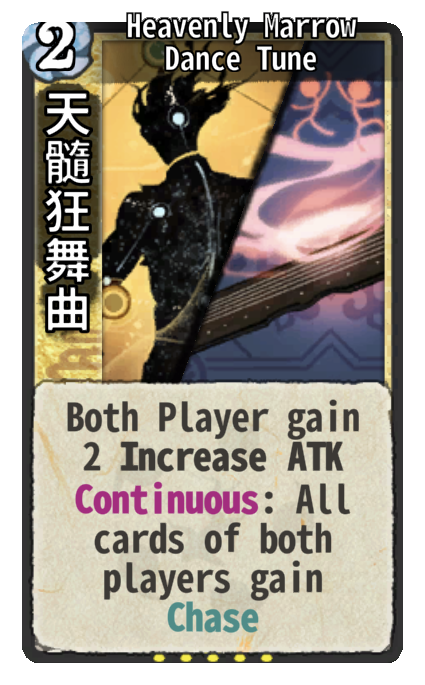 2
Heavenly Marrow
Dance Tune
天髓狂舞曲
Both Player gain
2 Increase ATK
Continuous: All
cards of both
players gain
Chase